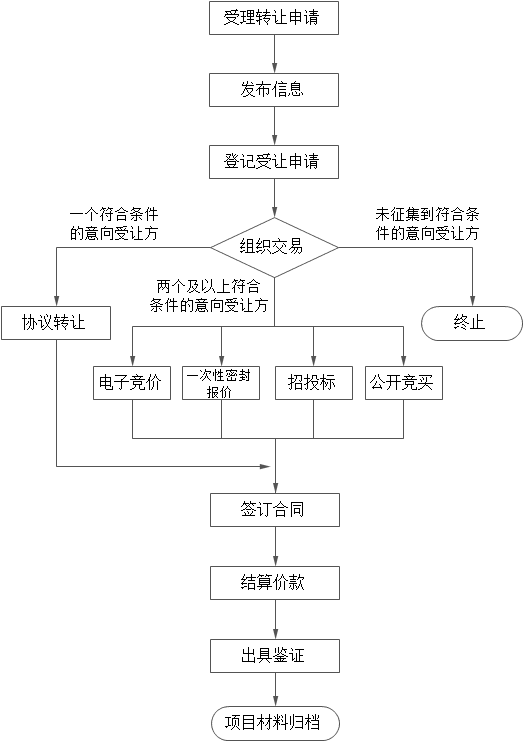 受理转让申请
发布信息
登记受让申请
一个符合条件
的意向受让方
组织交易
未征集到符合条
件的意向受让方
两个及以上符合
条件的意向受让方
协议转让
终止
电子竞价
一次性密封
报价
招投标
公开竞买
签订合同
结算价款
出具鉴证
项目材料归档